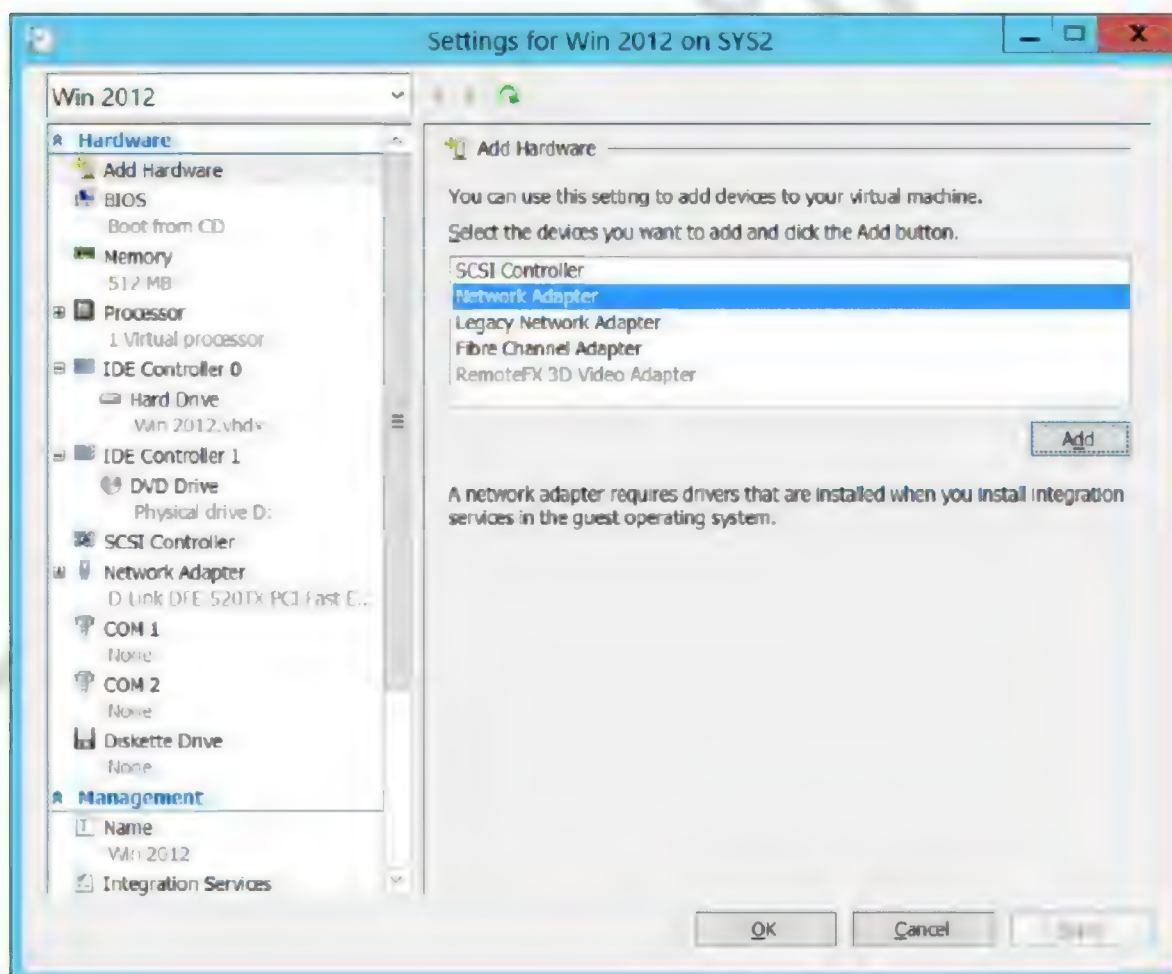 Settings for Win 2012 on SYS2
Win 2012
Hardware
Add Hardware
BIOS
Boot from CD
Memory
512 MB
Processor
1 Virtual processor
IDE Controller 0
Hard Drive
Win 2012.vhdx
IDE Controller 1
DVD Drive
Physical drive D:
SCSI Controller
Network Adapter
D Link DFE 520TX PCI Fast E...
COM 1
None
COM 2
None
Diskette Drive
None
Management
Name
Win 2012
Integration Services
Add Hardware
You can use this setting to add devices to your virtual machine.
Select the devices you want to add and click the Add button.
SCSI Controller
Network Adapter
Legacy Network Adapter
Fibre Channel Adapter
RemoteFX 3D Video Adapter
Add
A network adapter requires drivers that are installed when you install integration
services in the guest operating system.
OK
Cancel